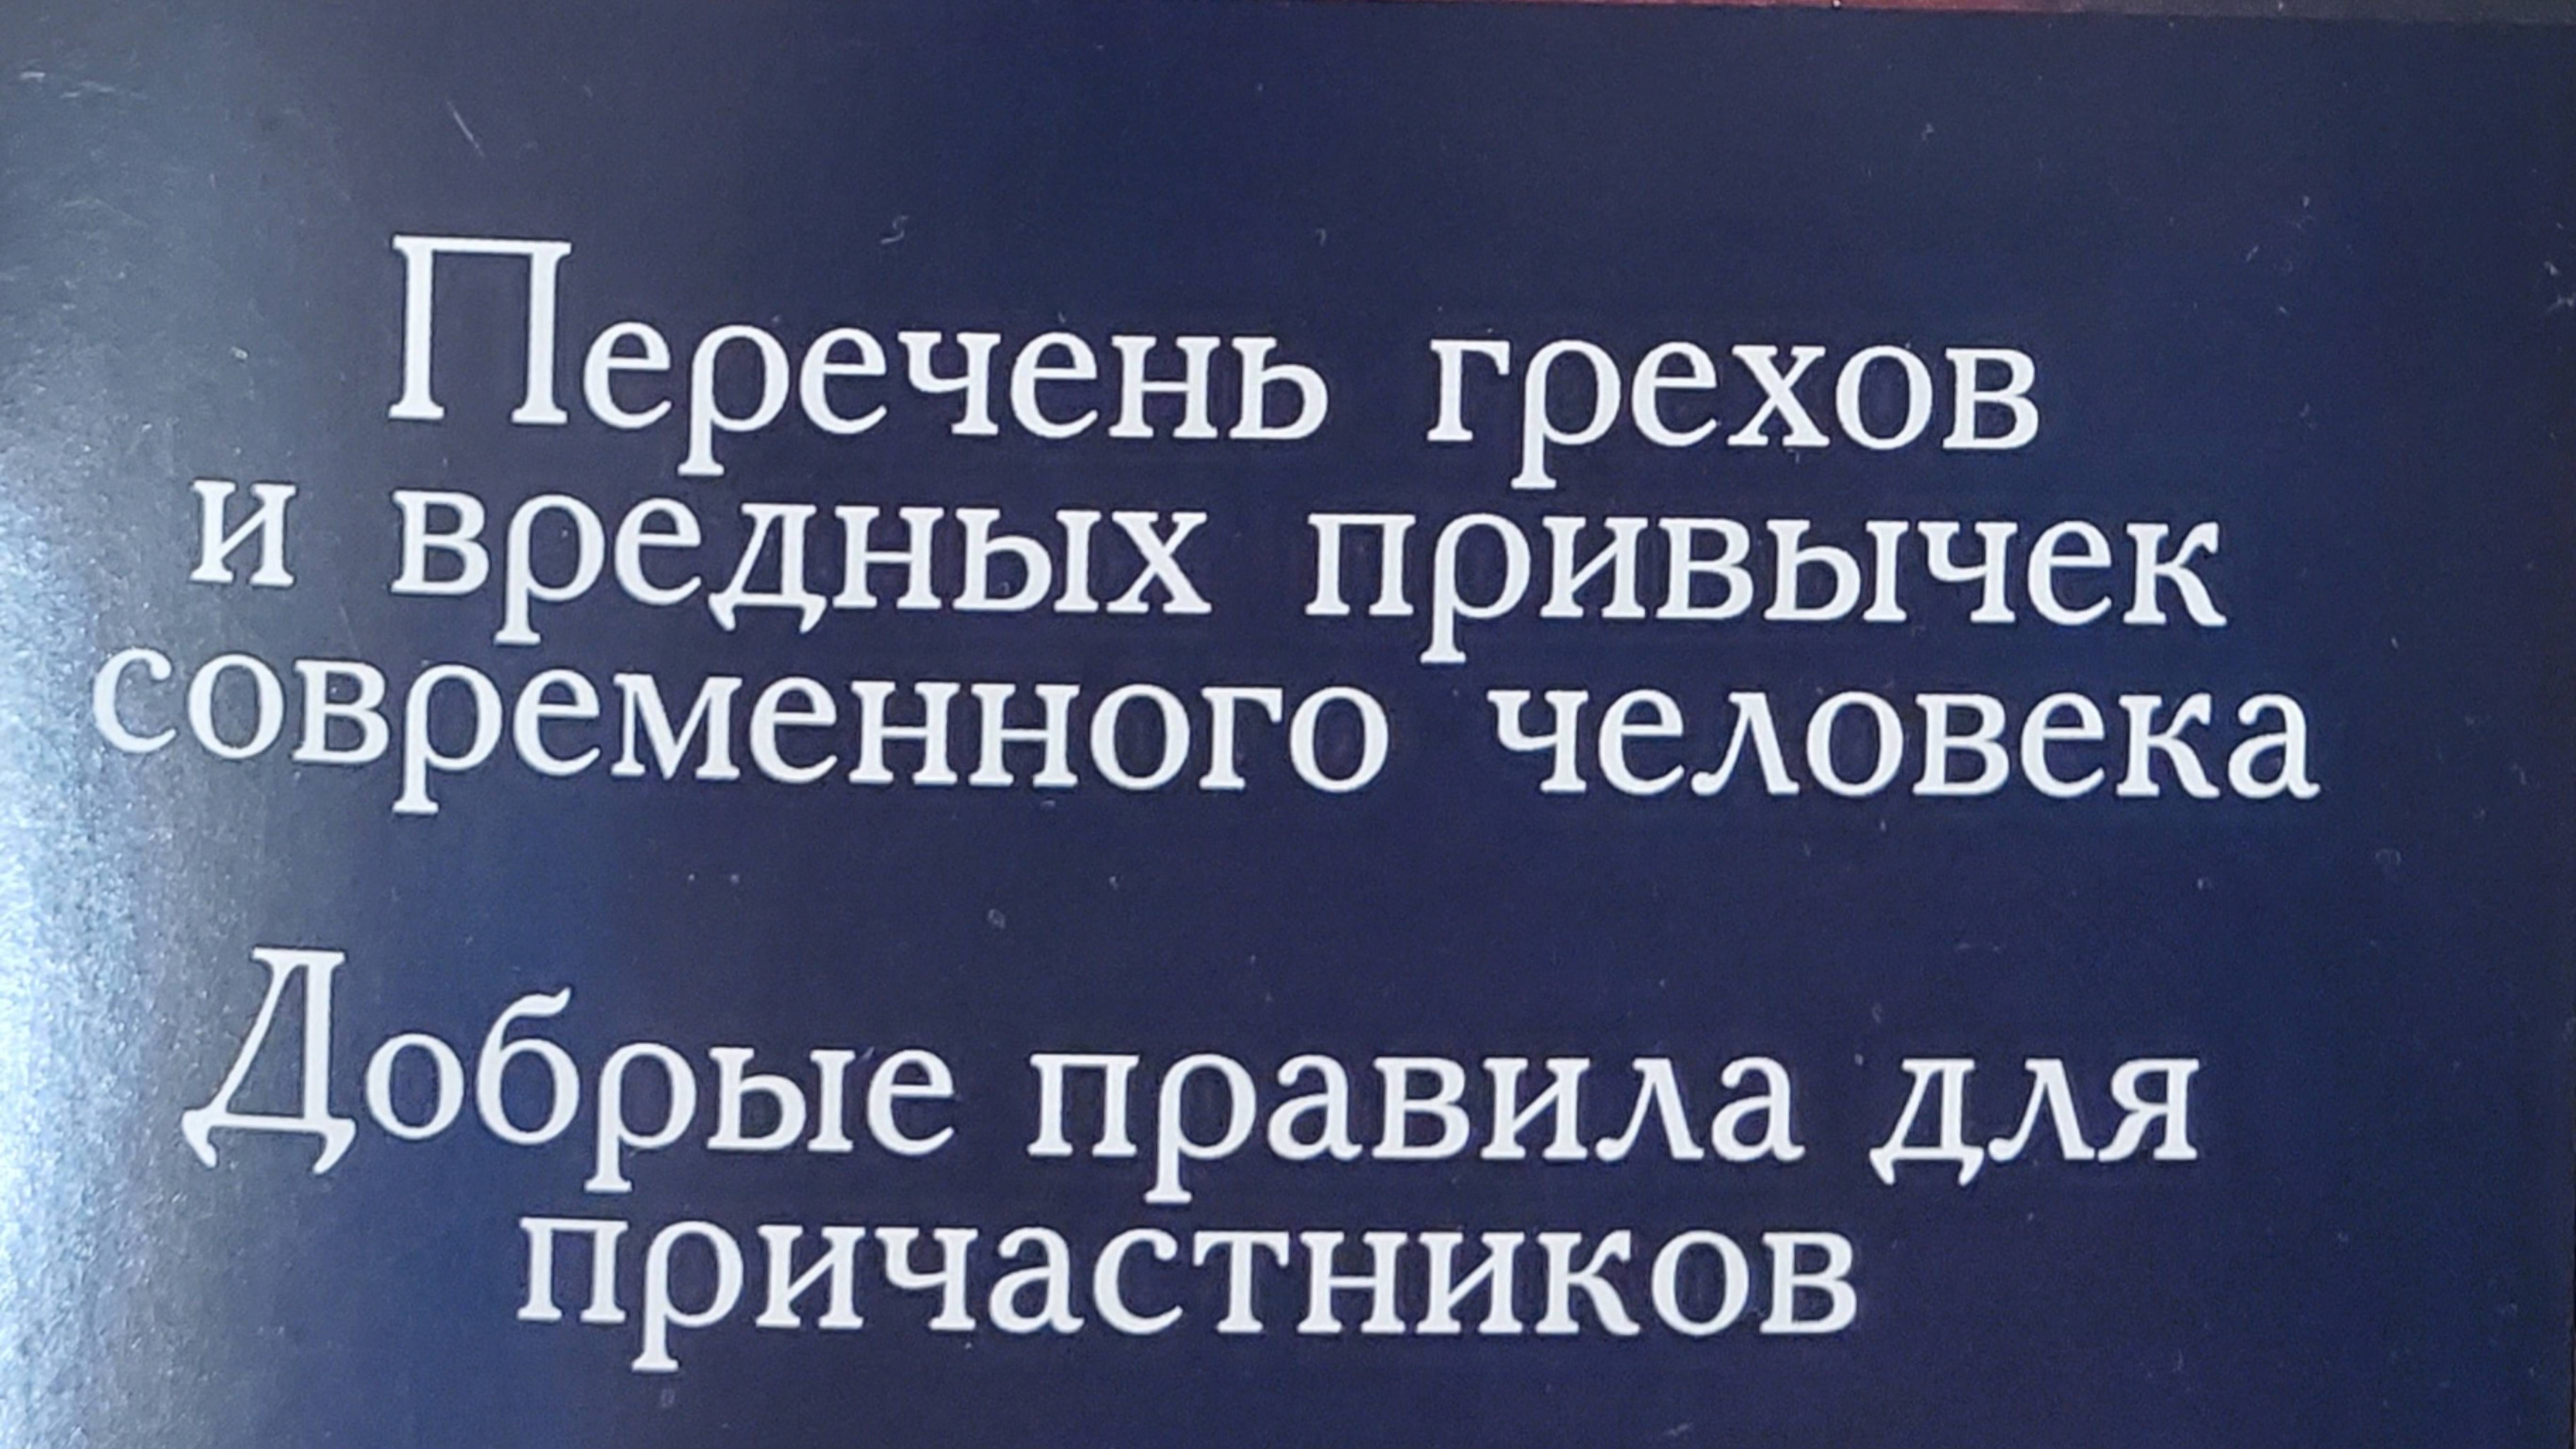 Перечень грехов
и вредных привычек
современного человека
Добрые правила для
причастников